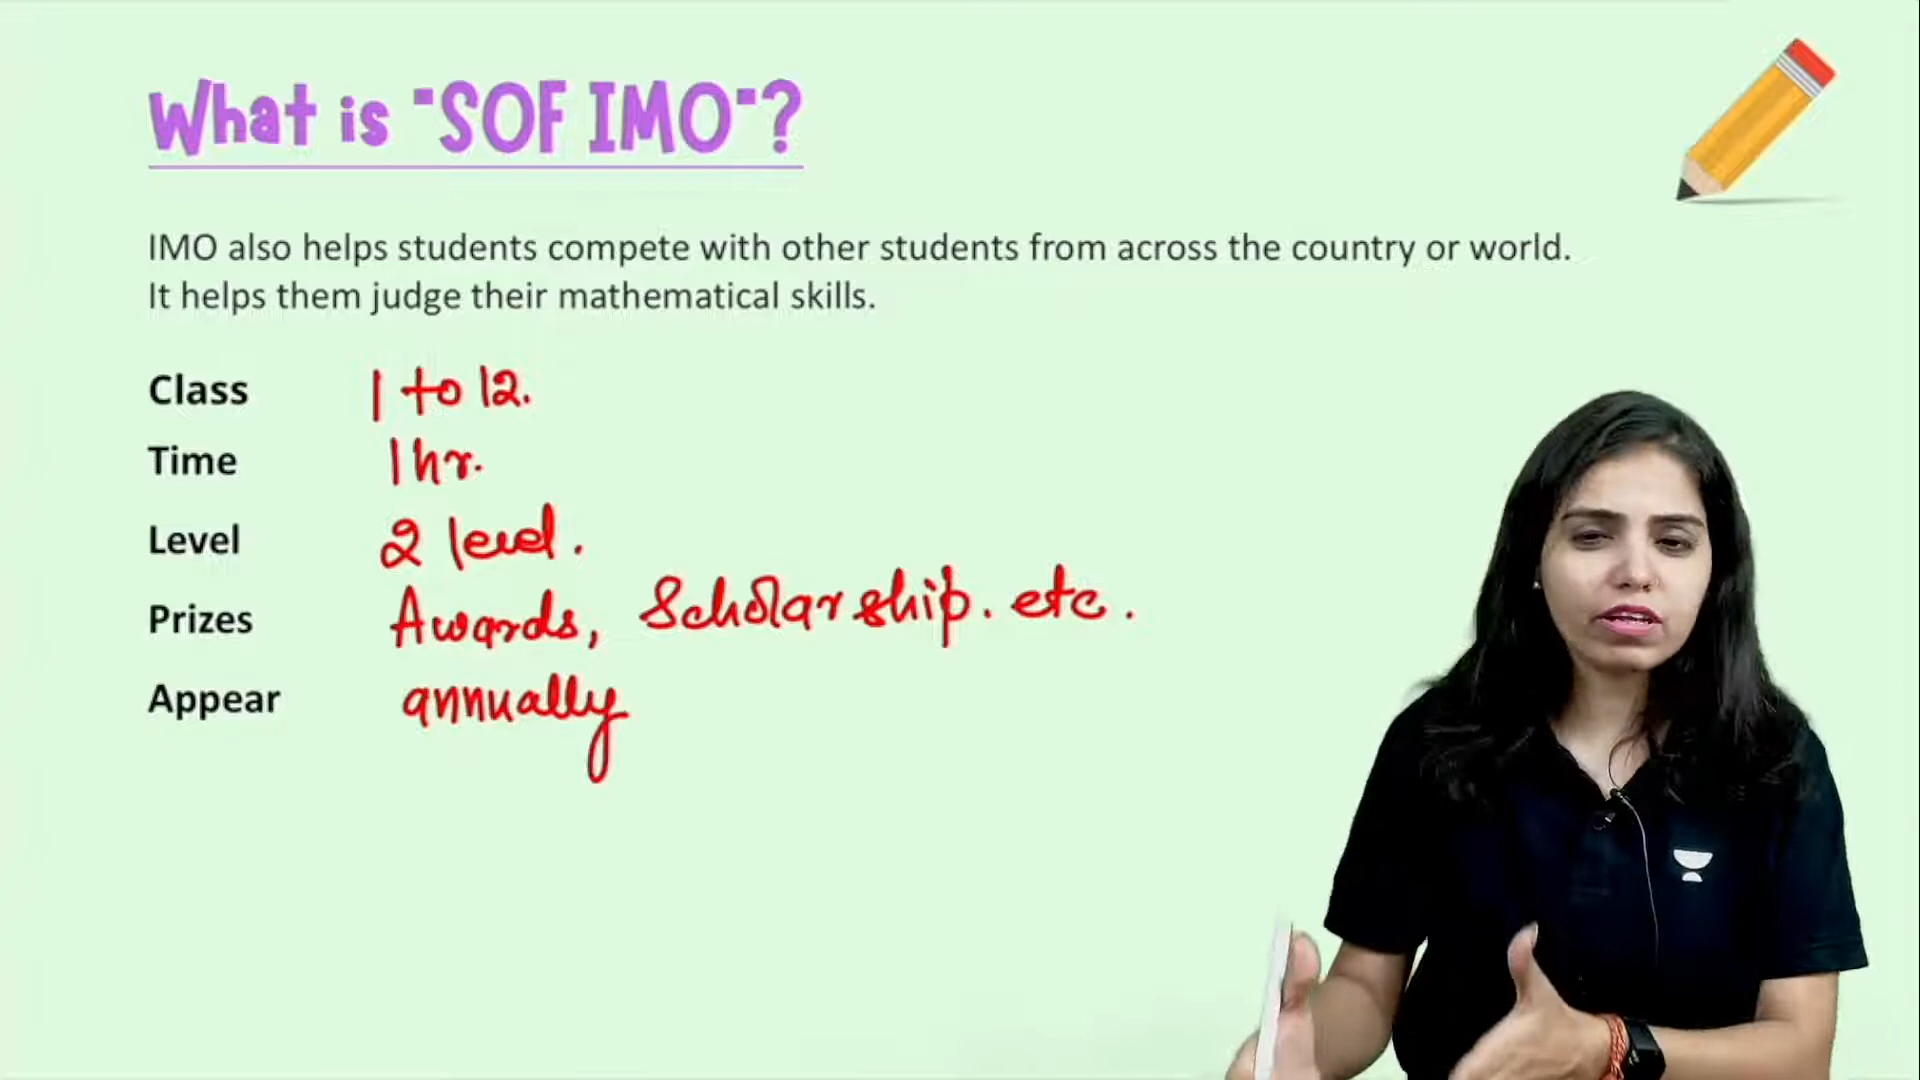 What is "SOF IMO"?
IMO also helps students compete with other students from across the country or world.
It helps them judge their mathematical skills.
Class 1 to 12.
Time 1hr.
Level 2 level.
Prizes Awards, Scholarship. etc.
Appear annually